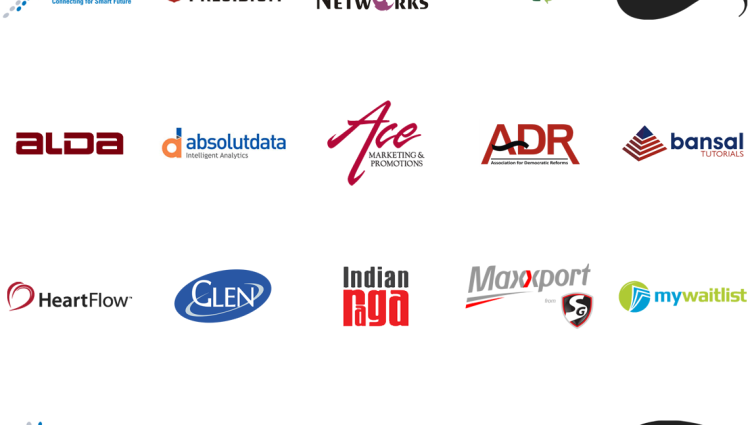 Connecting for Smart Future
NETWORKS
ALDA
absolutdata
Intelligent Analytics
Ace
MARKETING &
PROMOTIONS
ADR
Association for Democratic Reforms
bansal
TUTORIALS
HeartFlow
GLEN
Indian
raga
Maxxport
SG
mywaitlist